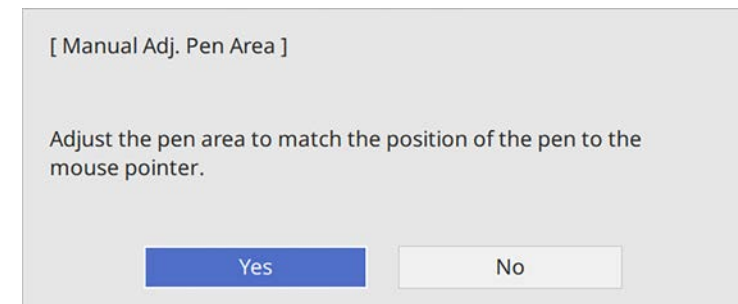 [ Manual Adj. Pen Area ]
Adjust the pen area to match the position of the pen to the
mouse pointer.
Yes
No